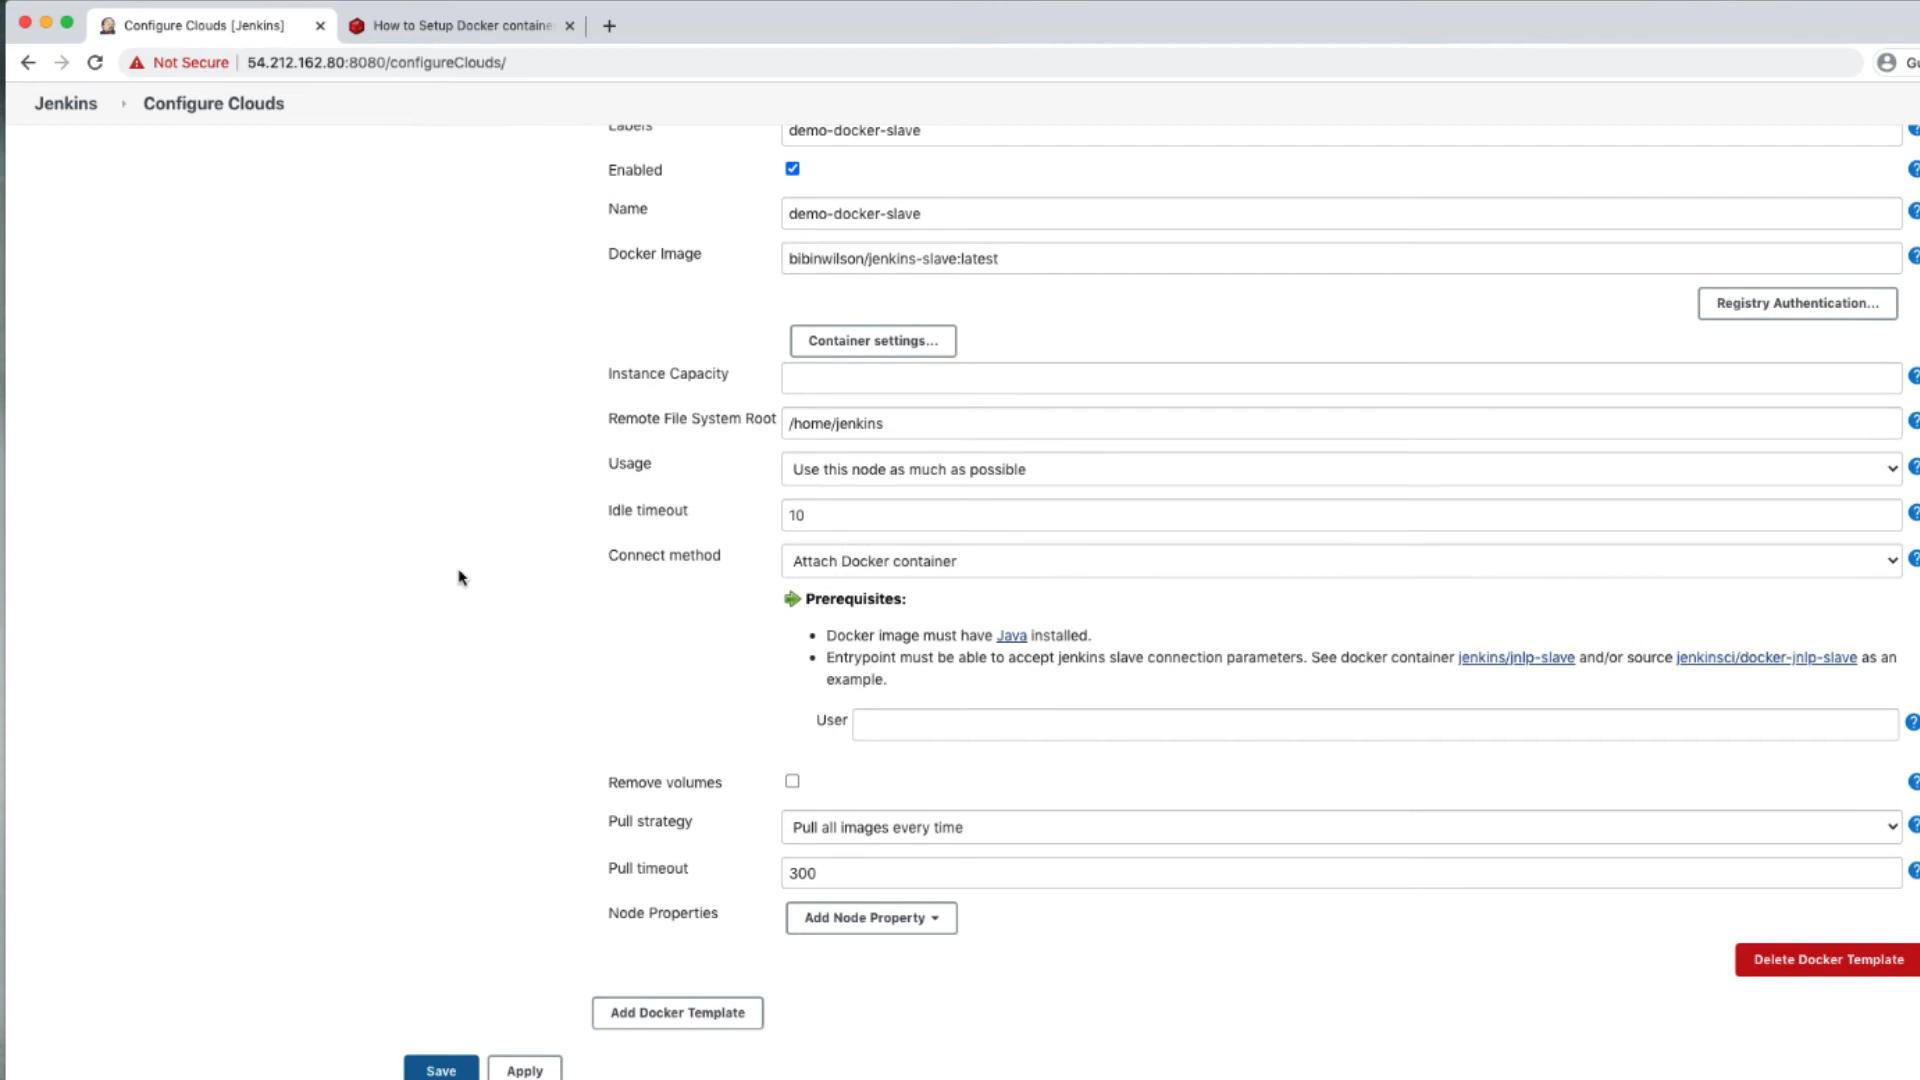 Configure Clouds [Jenkins]
How to Setup Docker containe
Not Secure
54.212.162.80:8080/configureClouds/
Gu
Jenkins
Configure Clouds
Labels
demo-docker-slave
Enabled
Name
demo-docker-slave
Docker Image
bibinwilson/jenkins-slave:latest
Registry Authentication...
Container settings...
Instance Capacity
Remote File System Root
/home/jenkins
Usage
Use this node as much as possible
Idle timeout
10
Connect method
Attach Docker container
Prerequisites:
• Docker image must have Java installed.
• Entrypoint must be able to accept jenkins slave connection parameters. See docker container jenkins/jnlp-slave and/or source jenkinsci/docker-jnlp-slave as an
example.
User
Remove volumes
Pull strategy
Pull all images every time
Pull timeout
300
Node Properties
Add Node Property
Delete Docker Template
Add Docker Template
Save
Apply